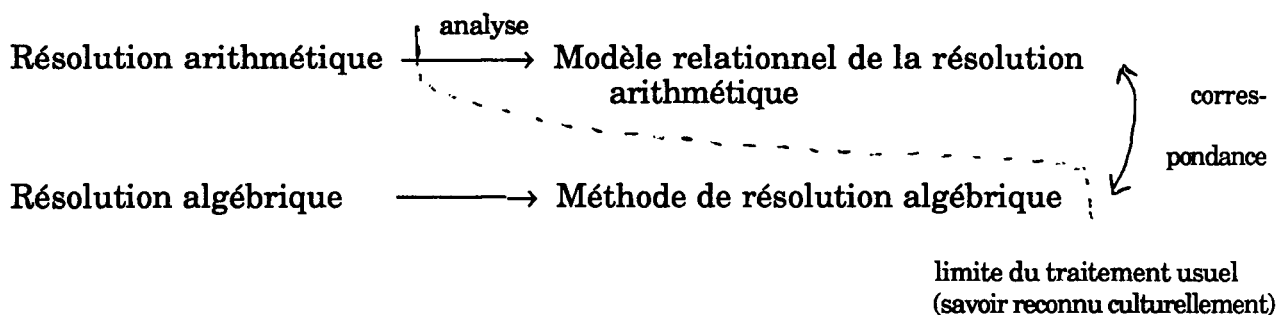 analyse
Résolution arithmétique → Modèle relationnel de la résolution
arithmétique
corres-
pondance
Résolution algébrique → Méthode de résolution algébrique
limite du traitement usuel
(savoir reconnu culturellement)